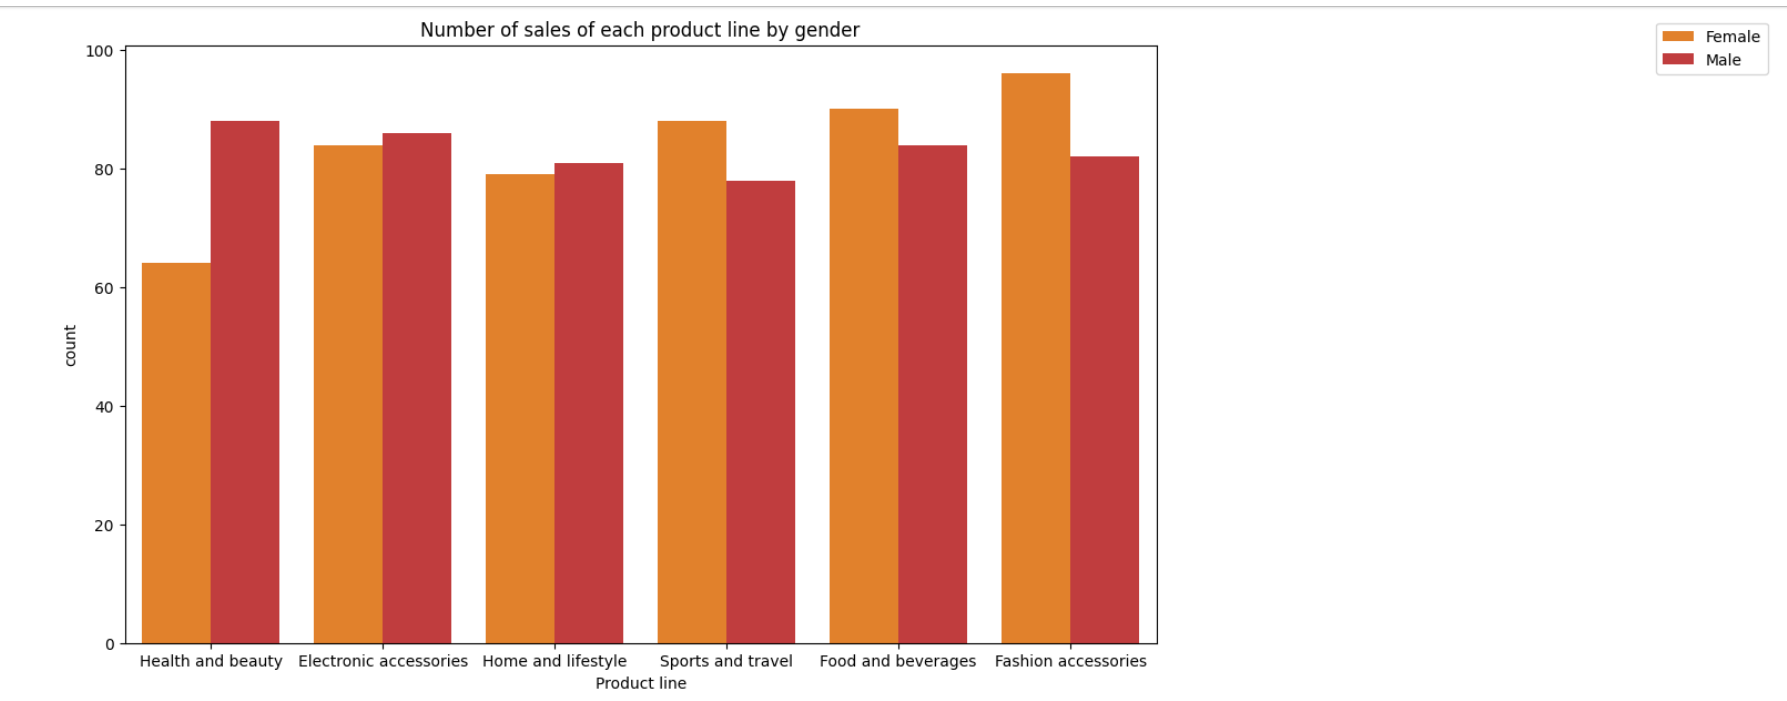 Number of sales of each product line by gender
Female
Male
100
80
60
40
20
0
count
Health and beauty Electronic accessories Home and lifestyle Sports and travel Food and beverages Fashion accessories
Product line